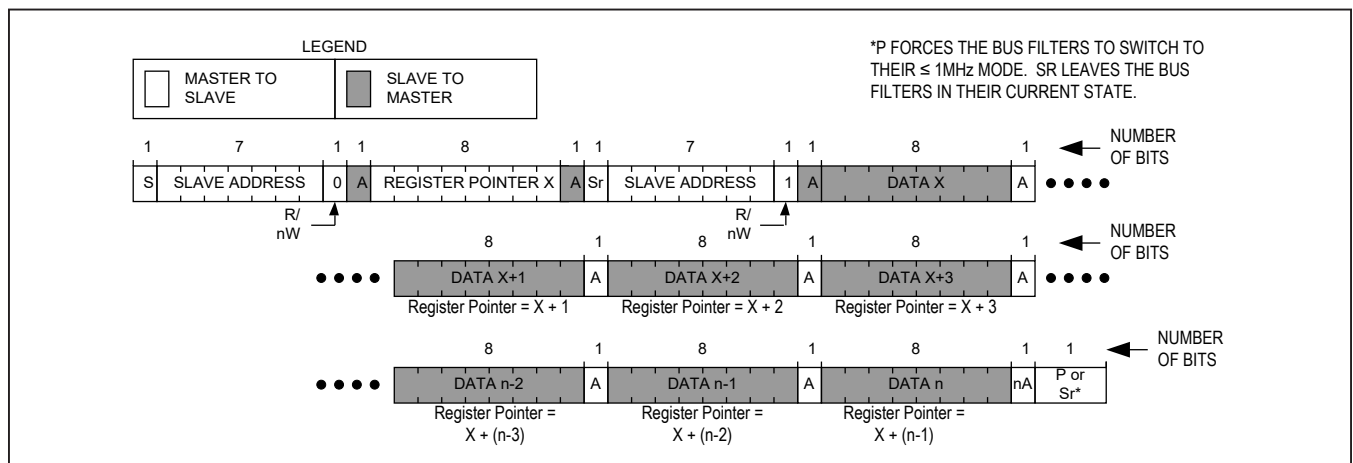 LEGEND
MASTER TO
SLAVE
SLAVE TO
MASTER
*P FORCES THE BUS FILTERS TO SWITCH TO
THEIR ≤ 1MHz MODE. SR LEAVES THE BUS
FILTERS IN THEIR CURRENT STATE.
1 7 1 1 8 1 1 7 1 1 8 1
NUMBER
OF BITS
S SLAVE ADDRESS 0 A REGISTER POINTER X A Sr SLAVE ADDRESS 1 A DATA X A
R/
nW
R/
nW
8 1 8 1 8 1
NUMBER
OF BITS
DATA X+1 A DATA X+2 A DATA X+3 A
Register Pointer = X + 1 Register Pointer = X + 2 Register Pointer = X + 3
8 1 8 1 8 1 1
NUMBER
OF BITS
DATA n-2 A DATA n-1 A DATA n nA P or
Sr*
Register Pointer = Register Pointer = Register Pointer =
X + (n-3) X + (n-2) X + (n-1)